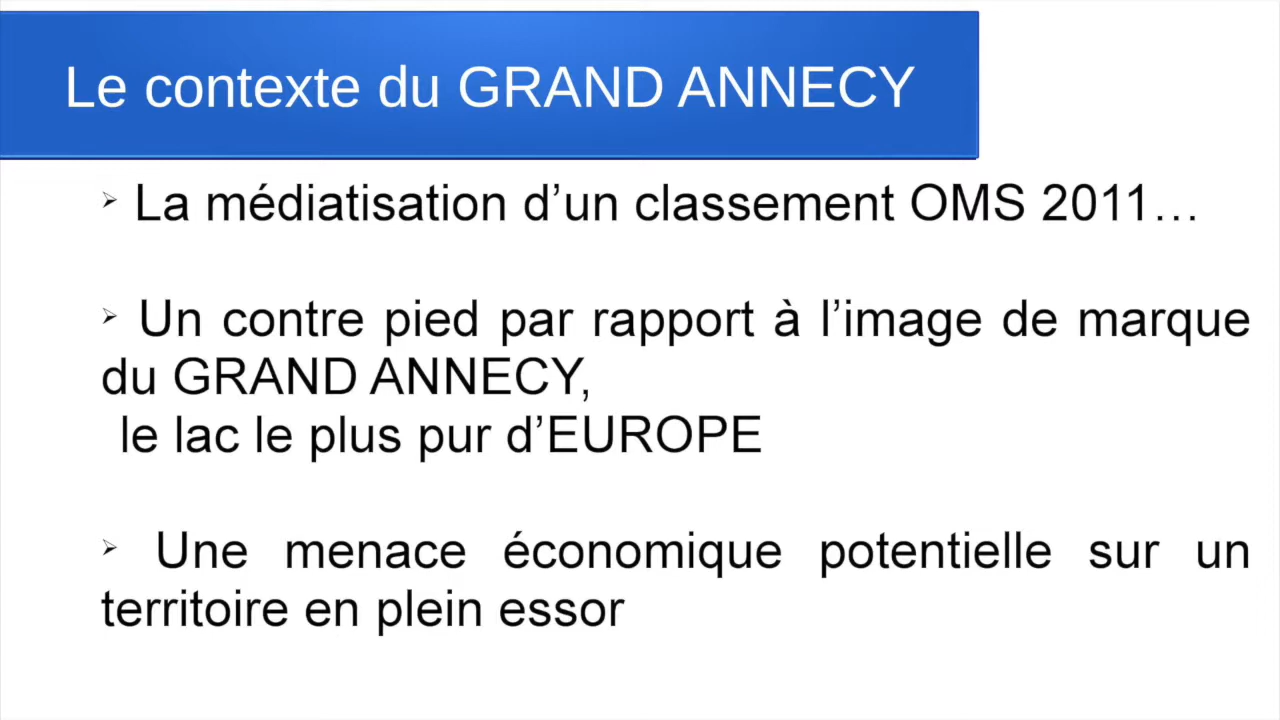 Le contexte du GRAND ANNECY
➢ La médiatisation d’un classement OMS 2011…
➢ Un contre pied par rapport à l’image de marque
du GRAND ANNECY,
le lac le plus pur d’EUROPE
➢ Une menace économique potentielle sur un
territoire en plein essor